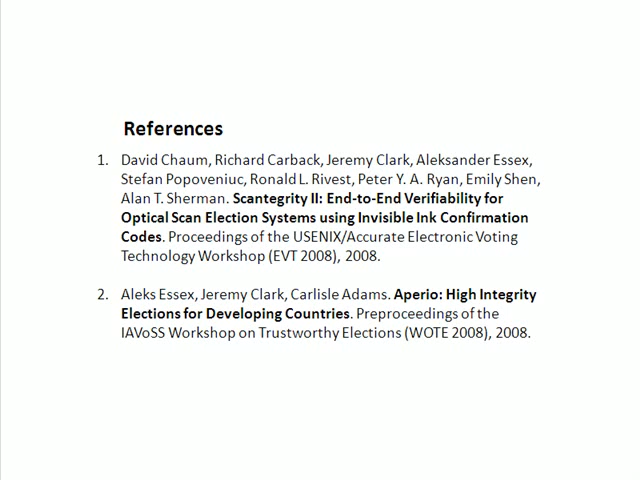 References
1. David Chaum, Richard Carback, Jeremy Clark, Aleksander Essex,
Stefan Popoveniuc, Ronald L. Rivest, Peter Y. A. Ryan, Emily Shen,
Alan T. Sherman. Scantegrity II: End-to-End Verifiability for
Optical Scan Election Systems using Invisible Ink Confirmation
Codes. Proceedings of the USENIX/Accurate Electronic Voting
Technology Workshop (EVT 2008), 2008.
2. Aleks Essex, Jeremy Clark, Carlisle Adams. Aperio: High Integrity
Elections for Developing Countries. Preproceedings of the
IAVoSS Workshop on Trustworthy Elections (WOTE 2008), 2008.